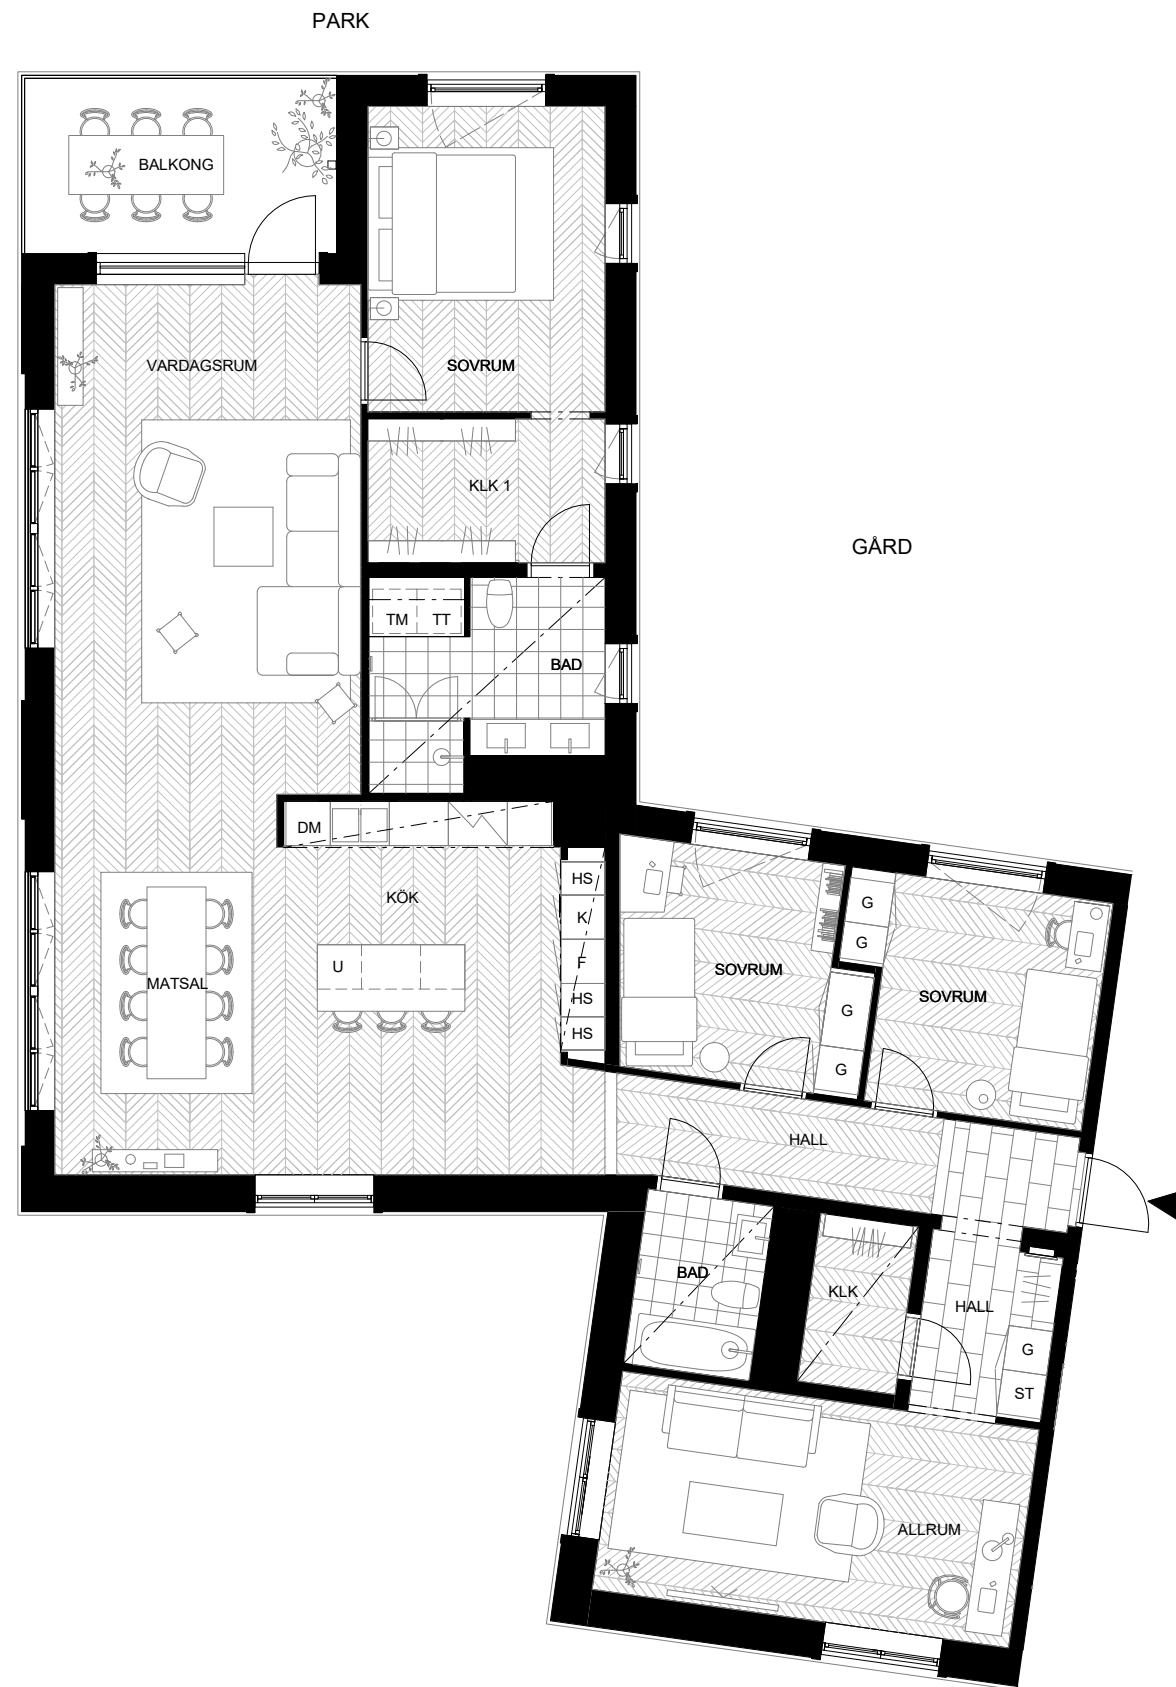 PARK
BALKONG
VARDAGSRUM
SOVRUM
KLK 1
GÅRD
TM
TT
BAD
DM
KÖK
HS
K
F
HS
HS
U
MATSAL
SOVRUM
G
G
G
G
SOVRUM
HALL
BAD
KLK
HALL
G
ST
ALLRUM